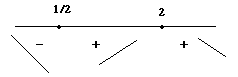 1/2 2
− + +